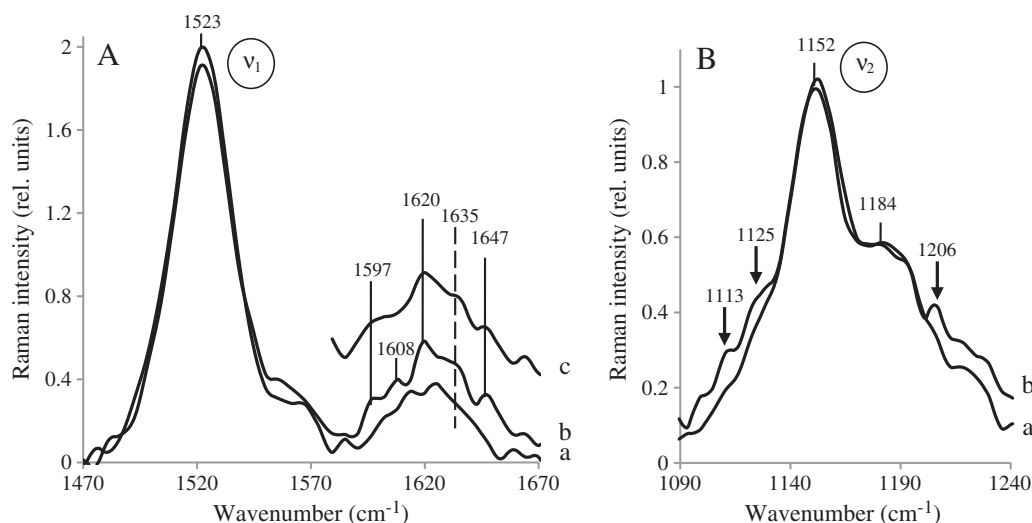 A
1523
ν1
Raman intensity (rel. units)
2
1.6
1.2
0.8
0.4
0
1597
1608
1620
1635
1647
c
b
a
1470
1520
1570
1620
1670
Wavenumber (cm-1)
B
1152
ν2
Raman intensity (rel. units)
1
0.8
0.6
0.4
0.2
0
1113
1125
1184
1206
b
a
1090
1140
1190
1240
Wavenumber (cm-1)